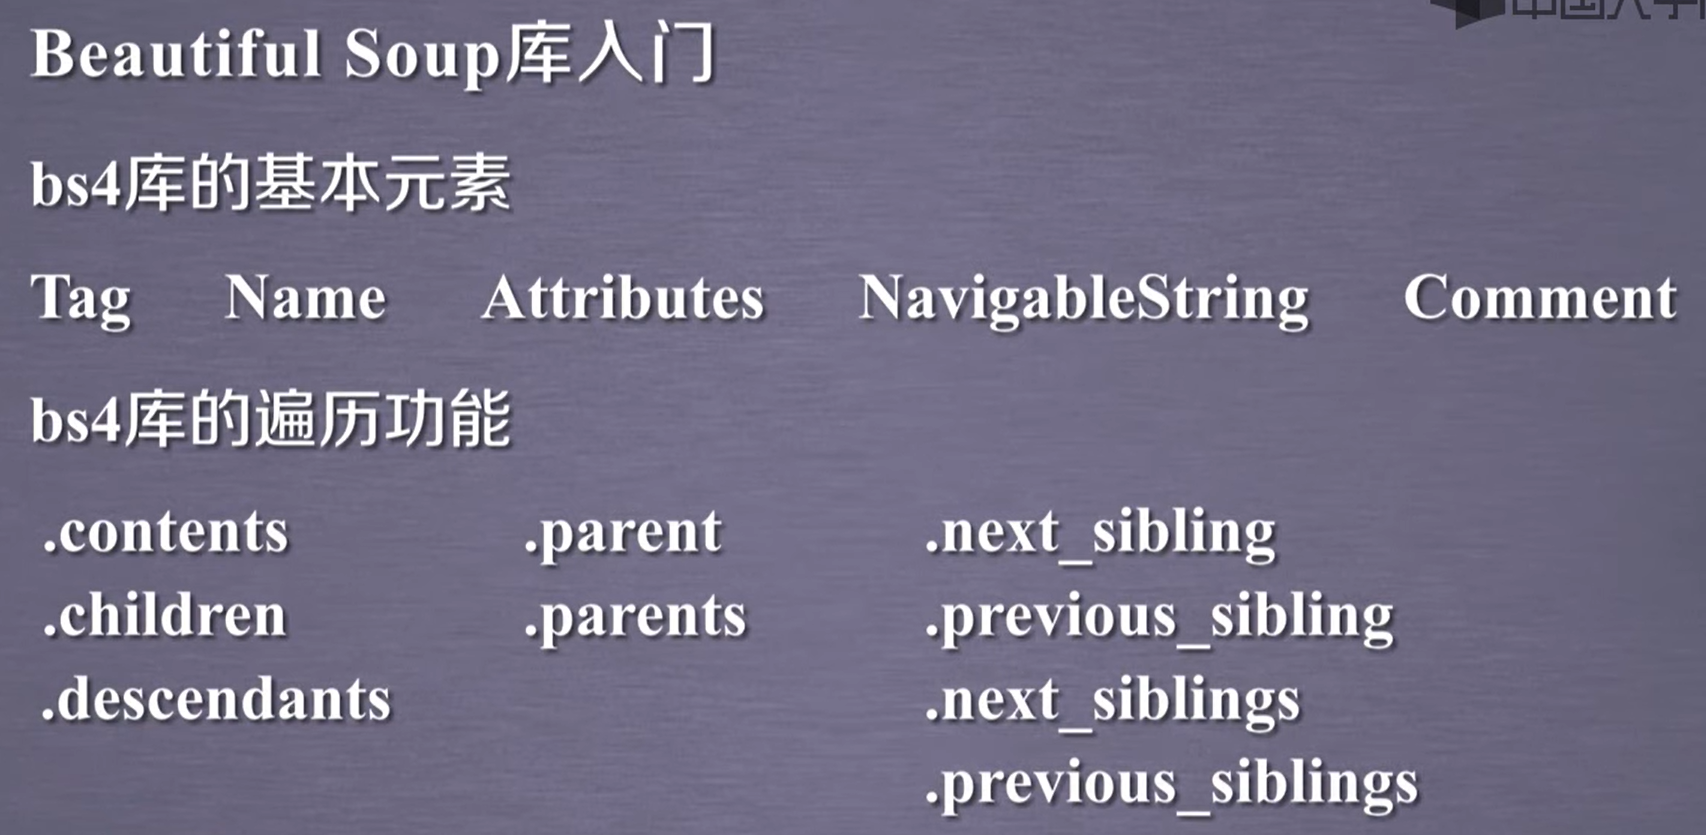 Beautiful Soup库入门
bs4库的基本元素
Tag Name Attributes NavigableString Comment
bs4库的遍历功能
.contents .parent .next_sibling
.children .parents .previous_sibling
.descendants .next_siblings
.previous_siblings